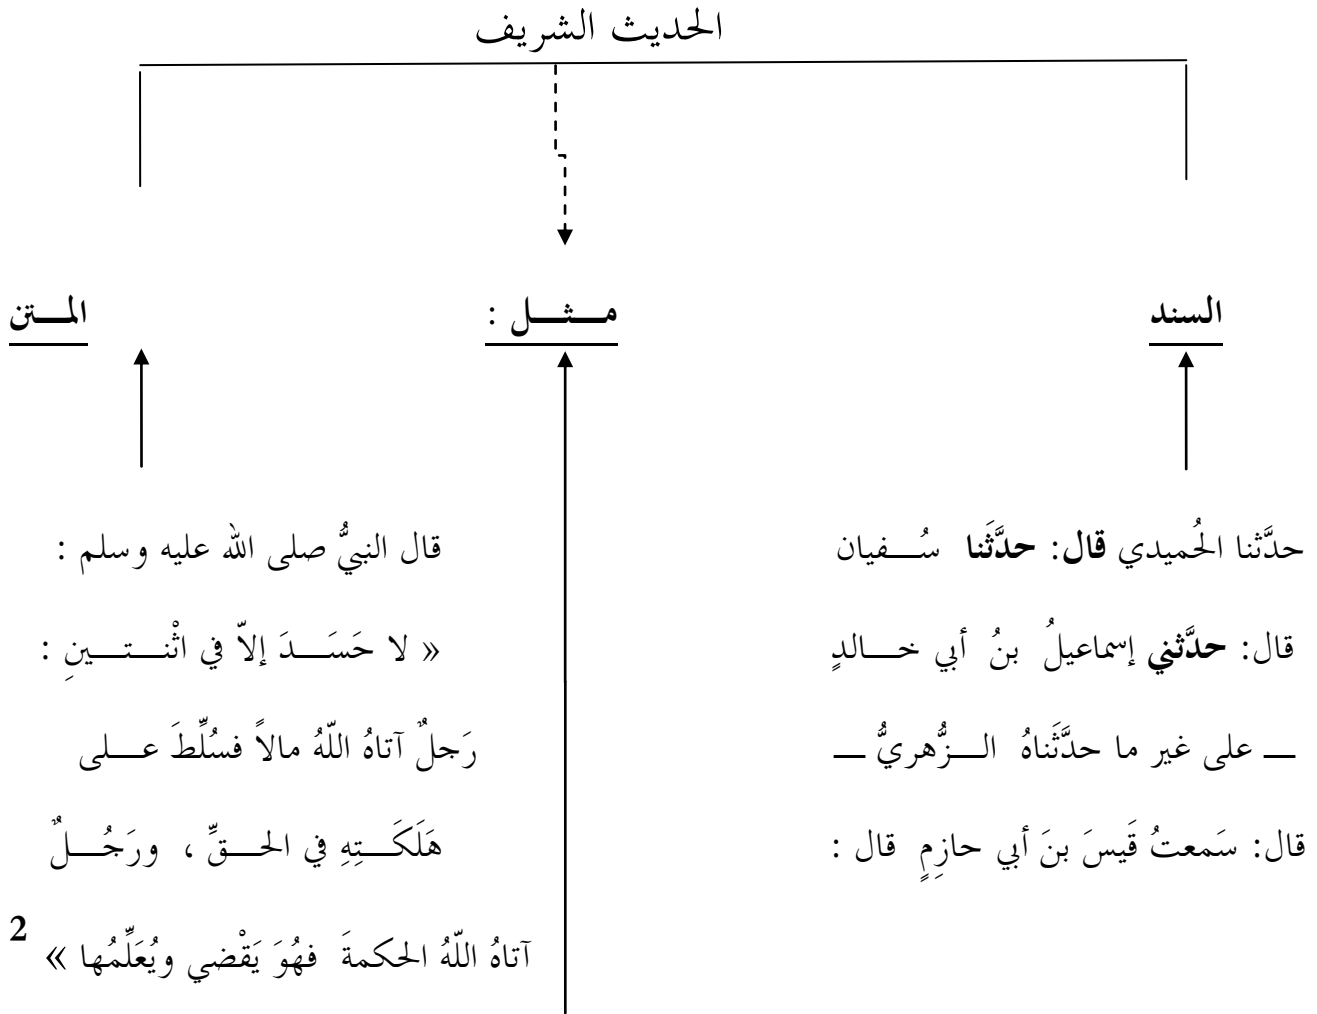 الحديث الشريف
السند
مـثـل :
المـتن
حدَّثنا الحُميدي قال: حدَّثَنا سُـفيان
قال: حدَّثني إسماعيلُ بنُ أبي خـالدٍ
ـ على غير ما حدَّثَناهُ الـزُّهريُّ ـ
قال: سَمعتُ قَيسَ بنَ أبي حازِمٍ قال :
قال النبيُّ صلى الله عليه وسلم :
« لا حَسَـدَ إلاّ في اثْنـتـينِ :
رَجلٌ آتاهُ اللّهُ مالاً فسُلِّطَ عـلى
هَلَكَـتِهِ في الحـقِّ ، ورَجُـلٌ
آتاهُ اللّهُ الحكمةَ فهُوَ يَقْضي ويُعَلِّمُها » 2